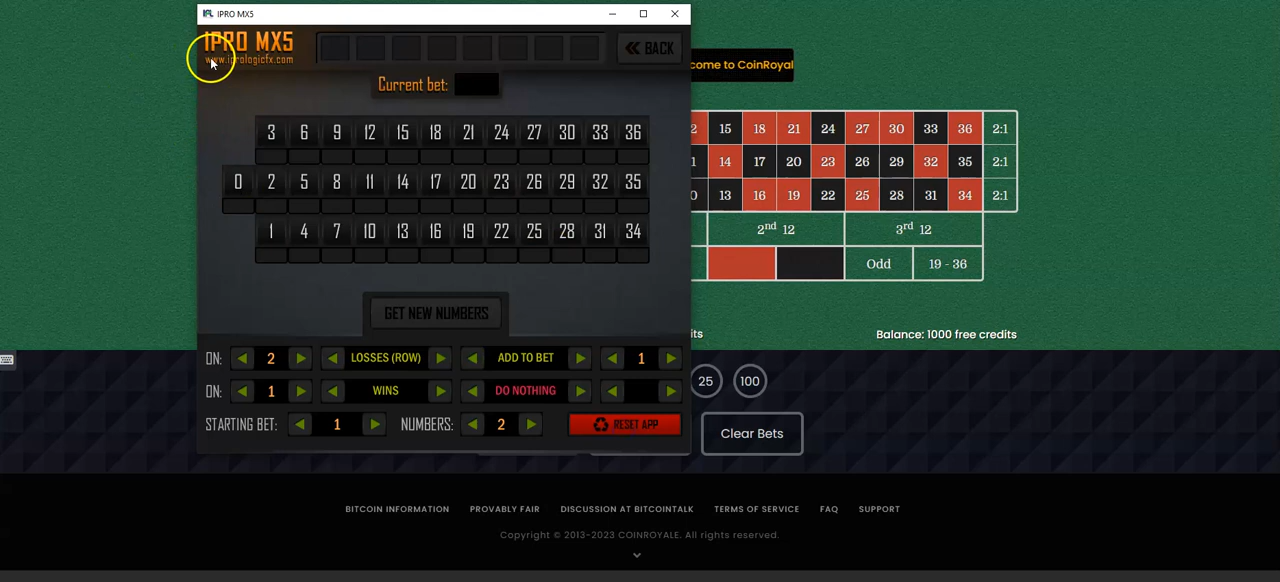 IPRO MX5
IPRO MX5
www.iprologicfx.com
BACK
Current bet:
come to CoinRoyal
3 6 9 12 15 18 21 24 27 30 33 36
0 2 5 8 11 14 17 20 23 26 29 32 35
1 4 7 10 13 16 19 22 25 28 31 34
2 15 18 21 24 27 30 33 36 2:1
1 14 17 20 23 26 29 32 35 2:1
0 13 16 19 22 25 28 31 34 2:1
2nd 12 3rd 12
Odd 19 - 36
GET NEW NUMBERS
its Balance: 1000 free credits
ON: 2 LOSSES (ROW) ADD TO BET 1
ON: 1 WINS DO NOTHING
STARTING BET: 1 NUMBERS: 2 RESET APP
25 100
Clear Bets
BITCOIN INFORMATION PROVABLY FAIR DISCUSSION AT BITCOINTALK TERMS OF SERVICE FAQ SUPPORT
Copyright © 2013-2023 COINROYALE. All rights reserved.